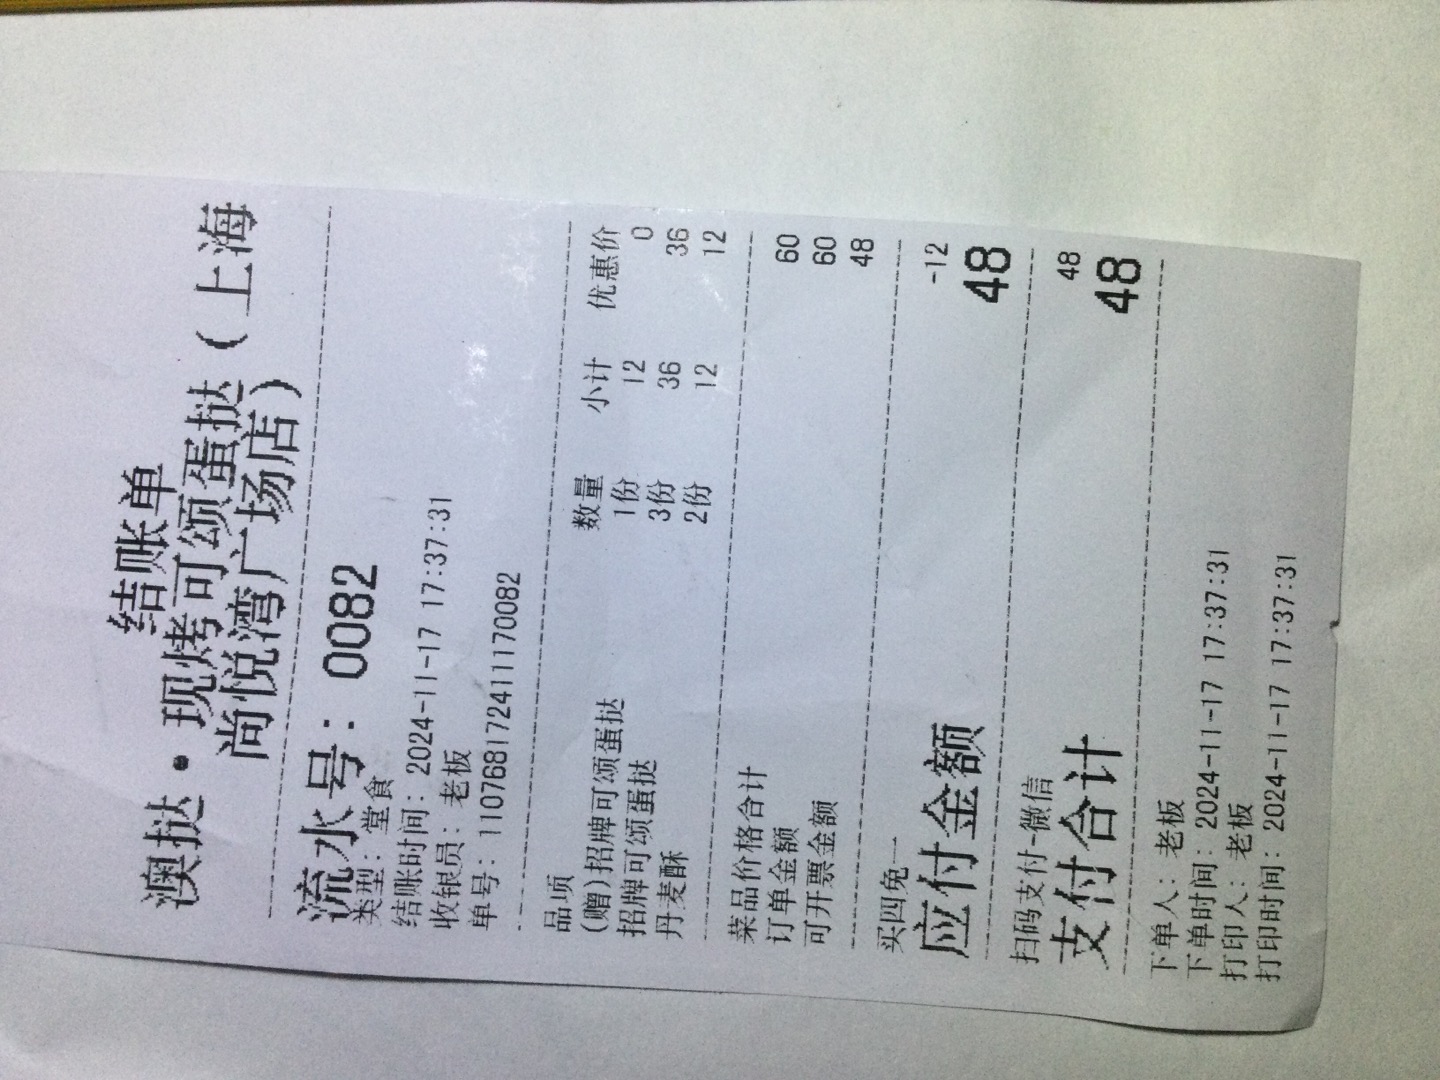 结账单
澳挞·现烤可颂蛋挞(上海
尚悦湾广场店)
流水号: 0082
类型: 堂食
结账时间: 2024-11-17 17:37:31
收银员: 老板
单号: 110768172411170082
品项 数量 小计 优惠价
(赠)招牌可颂蛋挞 1份 12 0
招牌可颂蛋挞 3份 36 36
丹麦酥 2份 12 12
菜品价格合计 60
订单金额 60
可开票金额 48
买四免一 -12
应付金额 48
扫码支付-微信 48
支付合计 48
下单人: 老板
下单时间: 2024-11-17 17:37:31
打印人: 老板
打印时间: 2024-11-17 17:37:31